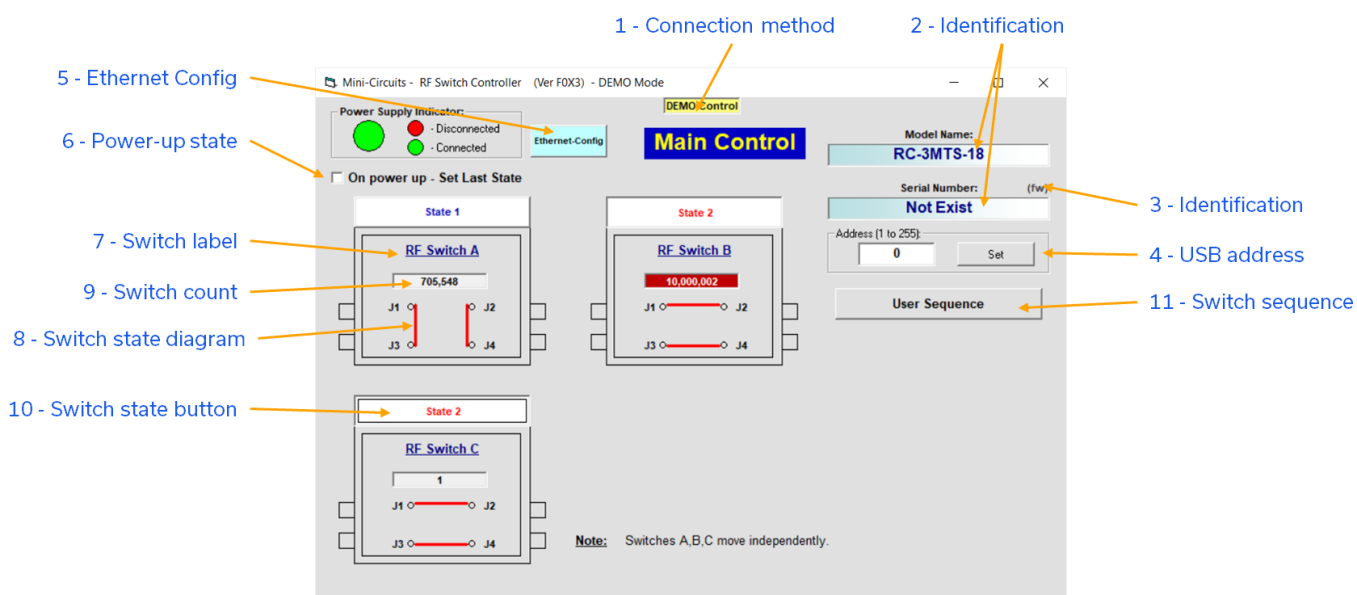 1 - Connection method
2 - Identification
5 - Ethernet Config
Mini-Circuits - RF Switch Controller (Ver F0X3) - DEMO Mode
DEMO Control
Power Supply Indicator:
- Disconnected
- Connected
Ethernet-Config
Main Control
Model Name:
RC-3MTS-18
6 - Power-up state
On power up - Set Last State
Serial Number: (fw)
Not Exist
3 - Identification
State 1
State 2
Address (1 to 255):
0
Set
4 - USB address
7 - Switch label
RF Switch A
RF Switch B
9 - Switch count
705,548
10,000,002
User Sequence
11 - Switch sequence
J1 J2
J1 J2
8 - Switch state diagram
J3 J4
J3 J4
10 - Switch state button
State 2
RF Switch C
1
J1 J2
J3 J4
Note: Switches A,B,C move independently.